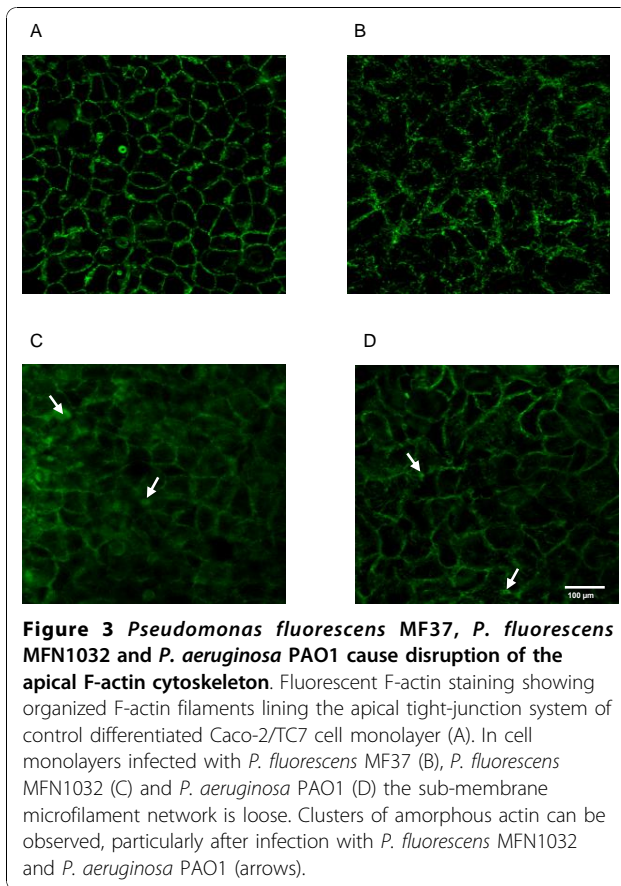 A
B
C
D
100 µm
Figure 3 Pseudomonas fluorescens MF37, P. fluorescens
MFN1032 and P. aeruginosa PAO1 cause disruption of the
apical F-actin cytoskeleton. Fluorescent F-actin staining showing
organized F-actin filaments lining the apical tight-junction system of
control differentiated Caco-2/TC7 cell monolayer (A). In cell
monolayers infected with P. fluorescens MF37 (B), P. fluorescens
MFN1032 (C) and P. aeruginosa PAO1 (D) the sub-membrane
microfilament network is loose. Clusters of amorphous actin can be
observed, particularly after infection with P. fluorescens MFN1032
and P. aeruginosa PAO1 (arrows).